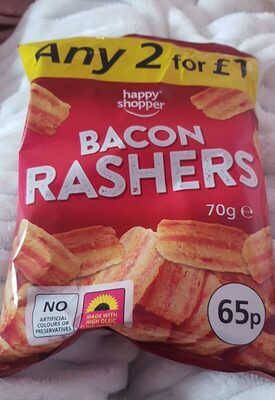 Any 2 for £1
happy
shopper
BACON
RASHERS
70g e
NO
ARTIFICIAL
COLOURS OR
PRESERVATIVES
MADE WITH
HIGH OLEIC
65p